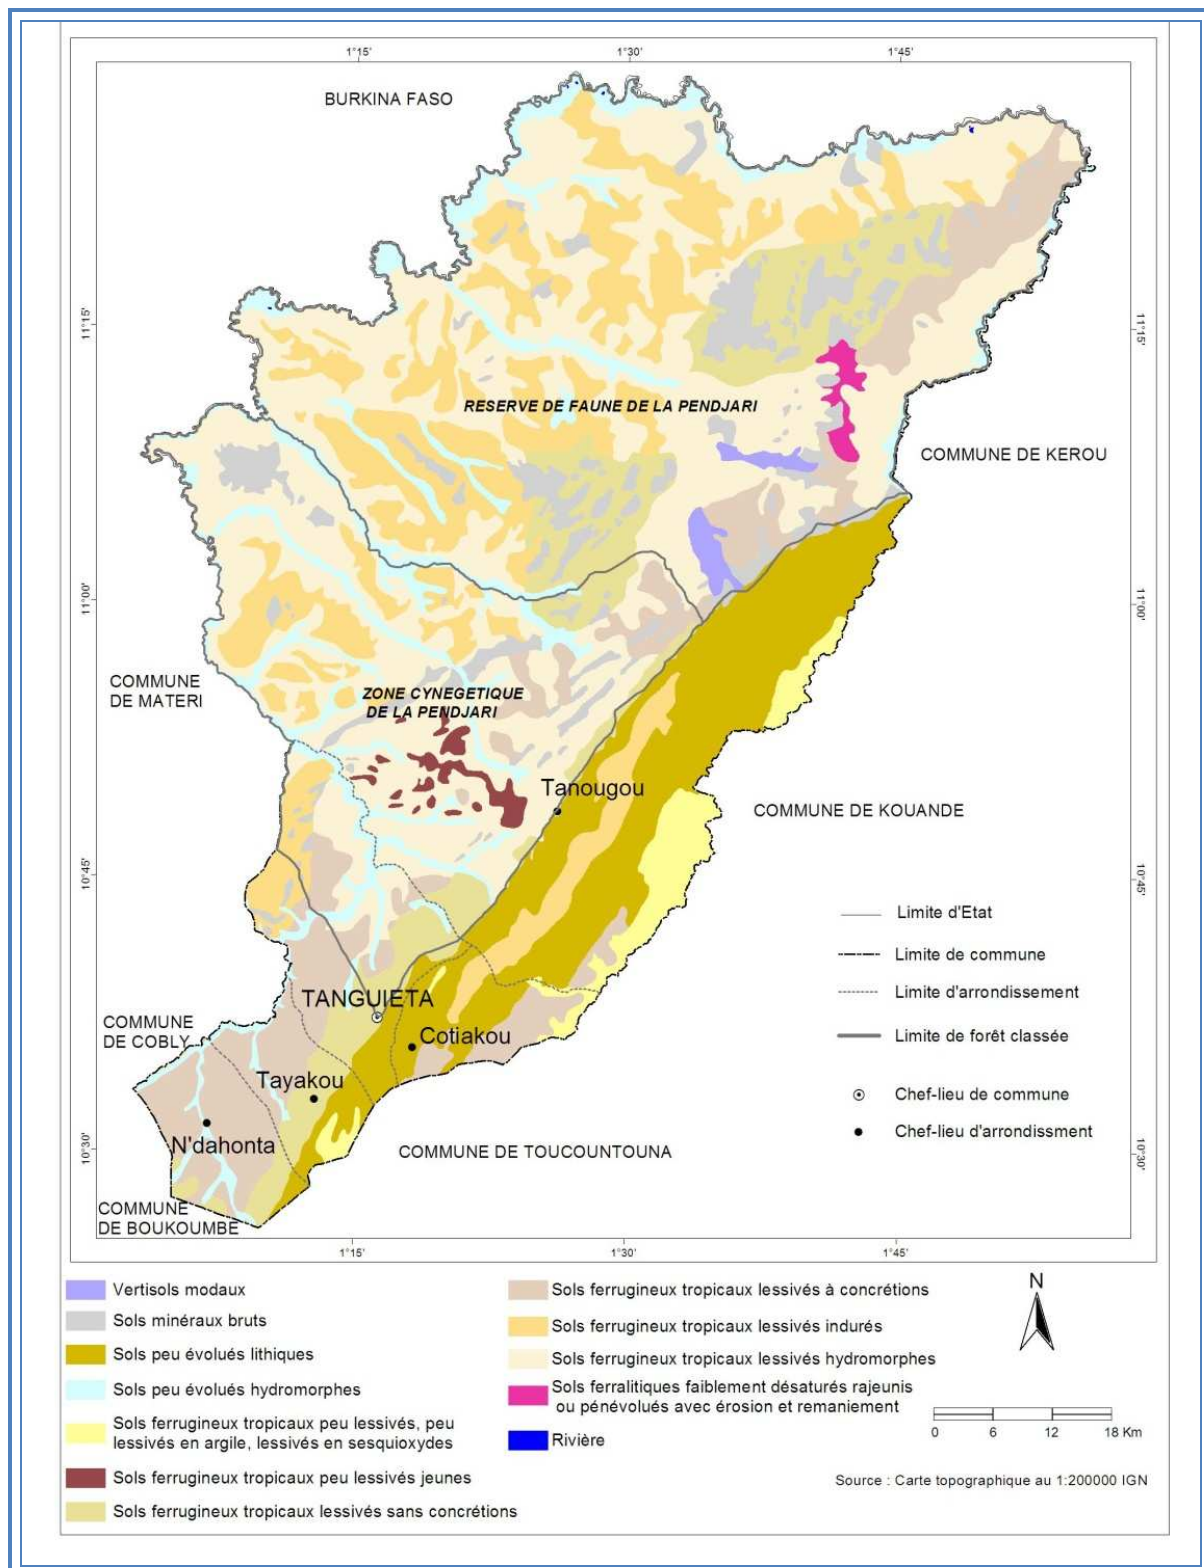 1°15'
1°30'
1°45'
BURKINA FASO
11°15'
11°15'
RESERVE DE FAUNE DE LA PENDJARI
COMMUNE DE KEROU
11°00'
11°00'
COMMUNE
DE MATERI
ZONE CYNEGETIQUE
DE LA PENDJARI
Tanougou
COMMUNE DE KOUANDE
10°45'
10°45'
Limite d'Etat
Limite de commune
Limite d'arrondissement
Limite de forêt classée
Chef-lieu de commune
Chef-lieu d'arrondissment
TANGUIETA
COMMUNE
DE COBLY
Cotiakou
Tayakou
N'dahonta
10°30'
10°30'
COMMUNE DE TOUCOUNTOUNA
COMMUNE
DE BOUKOUMBE
1°15'
1°30'
1°45'
Vertisols modaux
Sols minéraux bruts
Sols peu évolués lithiques
Sols peu évolués hydromorphes
Sols ferrugineux tropicaux peu lessivés, peu
lessivés en argile, lessivés en sesquioxydes
Sols ferrugineux tropicaux peu lessivés jeunes
Sols ferrugineux tropicaux lessivés sans concrétions
Sols ferrugineux tropicaux lessivés à concrétions
Sols ferrugineux tropicaux lessivés indurés
Sols ferrugineux tropicaux lessivés hydromorphes
Sols ferralitiques faiblement désaturés rajeunis
ou pénévolués avec érosion et remaniement
Rivière
N
0 6 12 18 Km
Source : Carte topographique au 1:200000 IGN